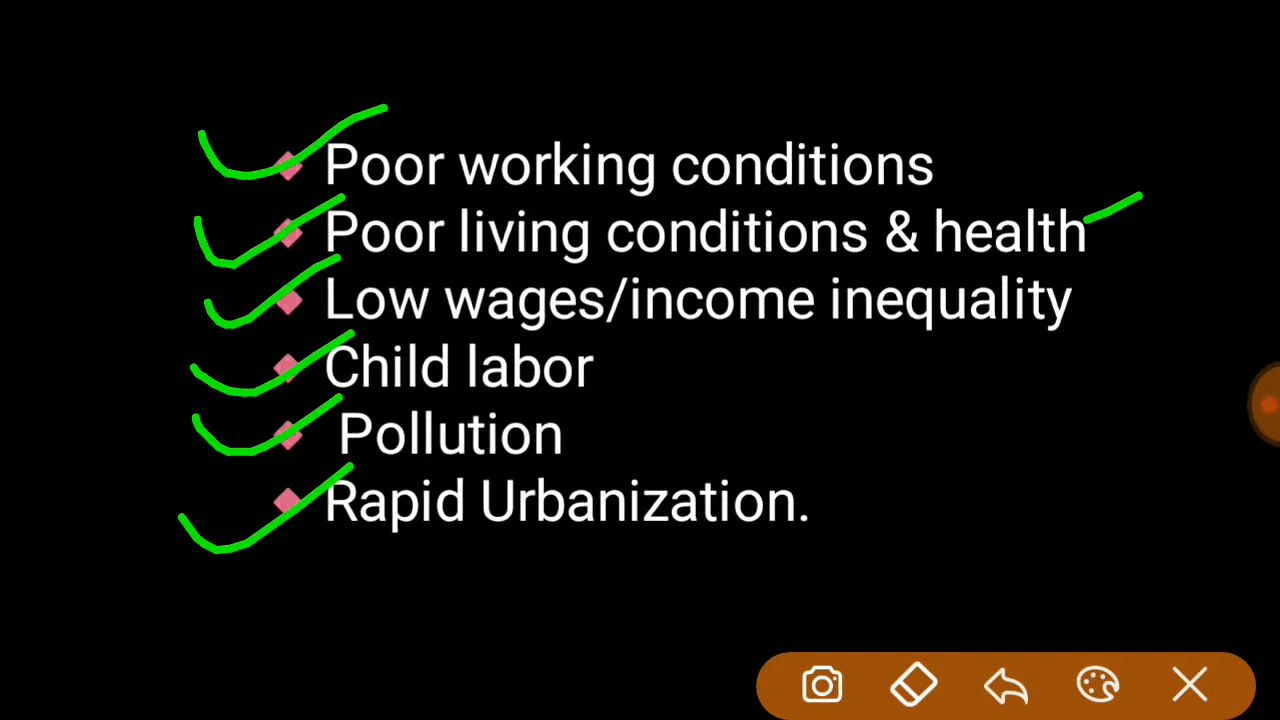 Poor working conditions
Poor living conditions & health
Low wages/income inequality
Child labor
Pollution
Rapid Urbanization.